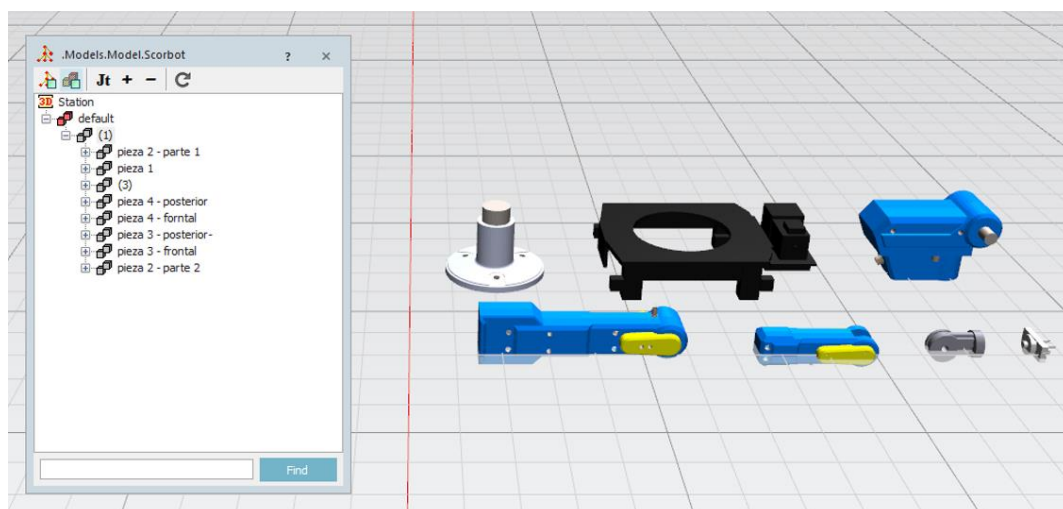 .Models.Model.Scorbot ? ×
Jt + −
3D Station
default
(1)
pieza 2 - parte 1
pieza 1
(3)
pieza 4 - posterior
pieza 4 - forntal
pieza 3 - posterior-
pieza 3 - frontal
pieza 2 - parte 2
Find